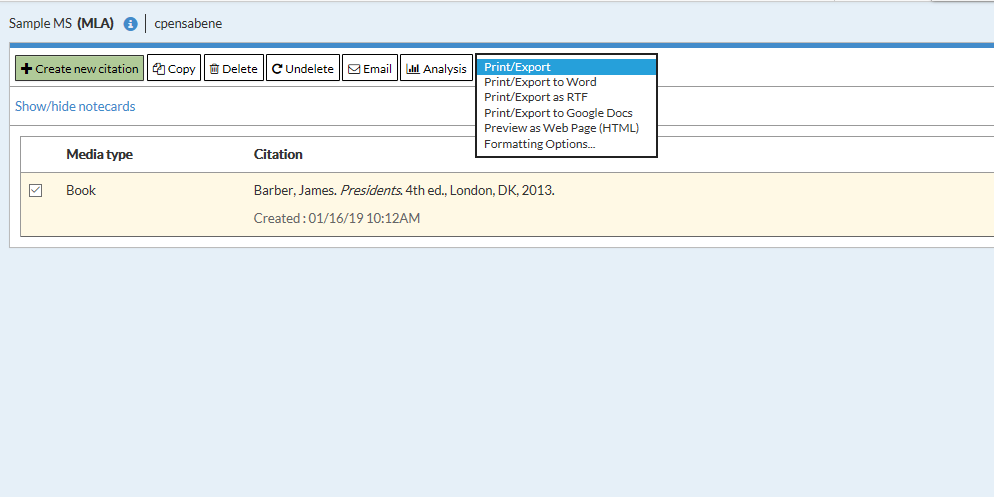 Sample MS (MLA) cpensabene
Create new citation Copy Delete Undelete Email Analysis Print/Export
Print/Export to Word
Print/Export as RTF
Print/Export to Google Docs
Preview as Web Page (HTML)
Formatting Options...
Show/hide notecards
Media type Citation
Book Barber, James. Presidents. 4th ed., London, DK, 2013.
Created : 01/16/19 10:12AM